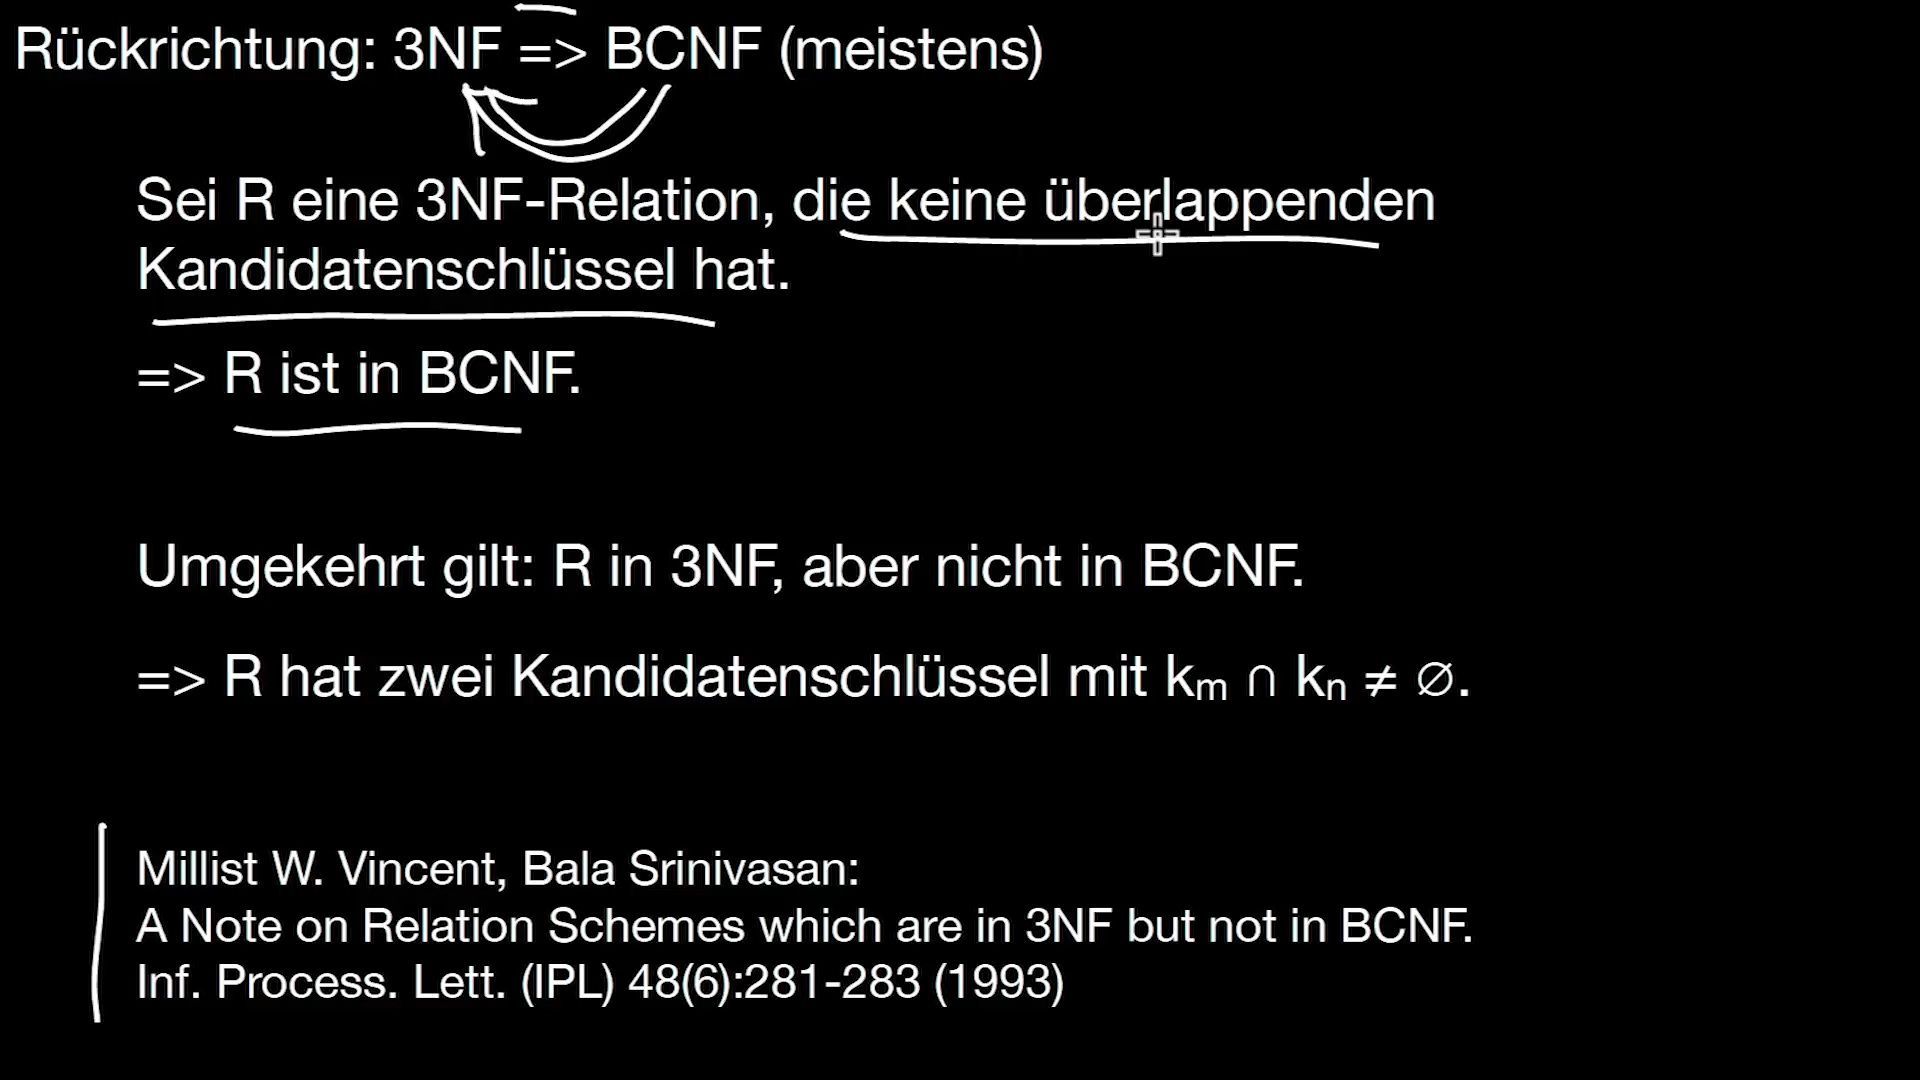 Rückrichtung: 3NF => BCNF (meistens)
Sei R eine 3NF-Relation, die keine überlappenden
Kandidatenschlüssel hat.
=> R ist in BCNF.
Umgekehrt gilt: R in 3NF, aber nicht in BCNF.
=> R hat zwei Kandidatenschlüssel mit kₘ ∩ kₙ ≠ ∅.
Millist W. Vincent, Bala Srinivasan:
A Note on Relation Schemes which are in 3NF but not in BCNF.
Inf. Process. Lett. (IPL) 48(6):281-283 (1993)